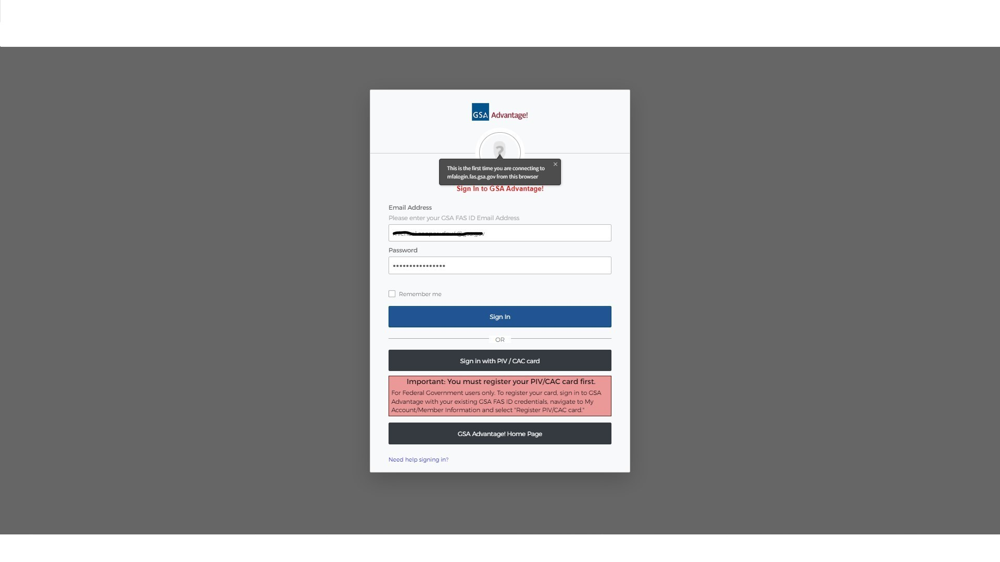 GSA Advantage!
?
This is the first time you are connecting to
mfalogin.fas.gsa.gov from this browser
Sign In to GSA Advantage!
Email Address
Please enter your GSA FAS ID Email Address
Password
••••••••••••••••
Remember me
Sign In
OR
Sign in with PIV / CAC card
Important: You must register your PIV/CAC card first.
For Federal Government users only. To register your card, sign in to GSA
Advantage with your existing GSA FAS ID credentials, navigate to My
Account/Member Information and select "Register PIV/CAC card."
GSA Advantage! Home Page
Need help signing in?